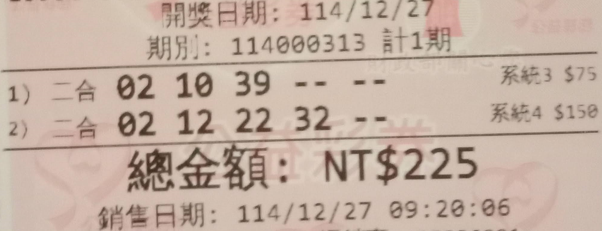 開獎日期: 114/12/27
期別: 114000313 計1期
1) 二合 02 10 39 -- -- 系統3 $75
2) 二合 02 12 22 32 -- 系統4 $150
總金額: NT$225
銷售日期: 114/12/27 09:20:06